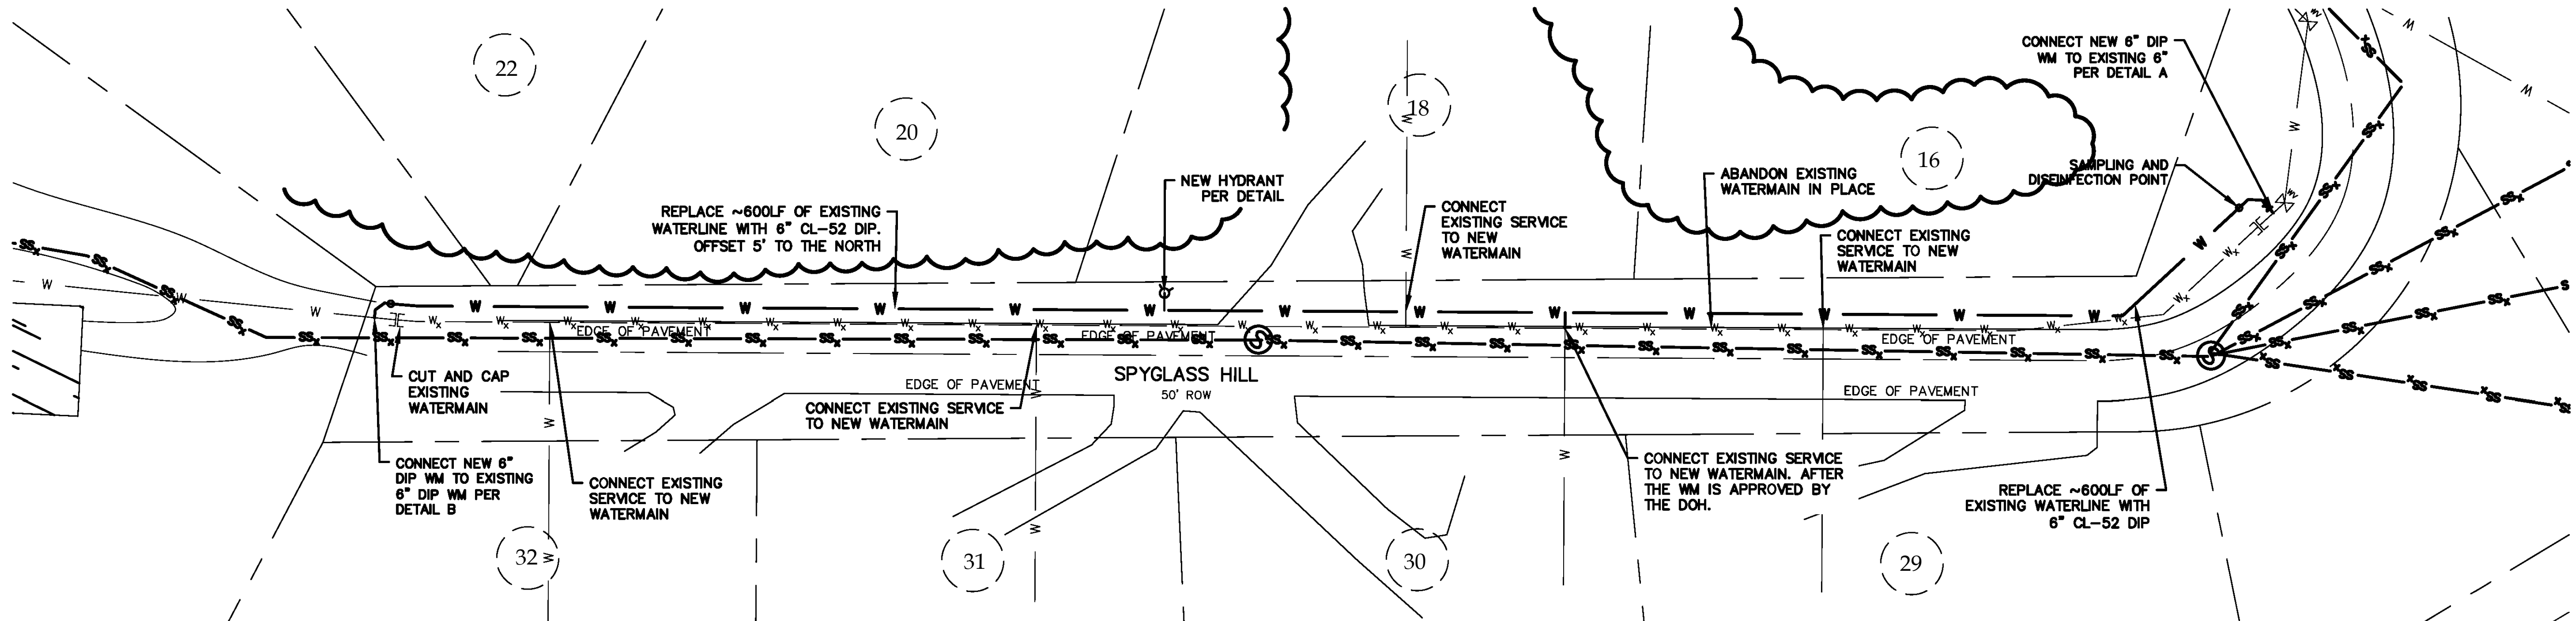 22
20
18
16
CONNECT NEW 6" DIP
WM TO EXISTING 6"
PER DETAIL A
SAMPLING AND
DISEINFECTION POINT
NEW HYDRANT
PER DETAIL
REPLACE ~600LF OF EXISTING
WATERLINE WITH 6" CL-52 DIP.
OFFSET 5' TO THE NORTH
CONNECT
EXISTING SERVICE
TO NEW
WATERMAIN
ABANDON EXISTING
WATERMAIN IN PLACE
CONNECT EXISTING
SERVICE TO NEW
WATERMAIN
EDGE OF PAVEMENT
EDGE OF PAVEMENT
EDGE OF PAVEMENT
CUT AND CAP
EXISTING
WATERMAIN
EDGE OF PAVEMENT
SPYGLASS HILL
50' ROW
EDGE OF PAVEMENT
CONNECT EXISTING SERVICE
TO NEW WATERMAIN
CONNECT NEW 6"
DIP WM TO EXISTING
6" DIP WM PER
DETAIL B
CONNECT EXISTING
SERVICE TO NEW
WATERMAIN
CONNECT EXISTING SERVICE
TO NEW WATERMAIN. AFTER
THE WM IS APPROVED BY
THE DOH.
REPLACE ~600LF OF
EXISTING WATERLINE WITH
6" CL-52 DIP
32
31
30
29